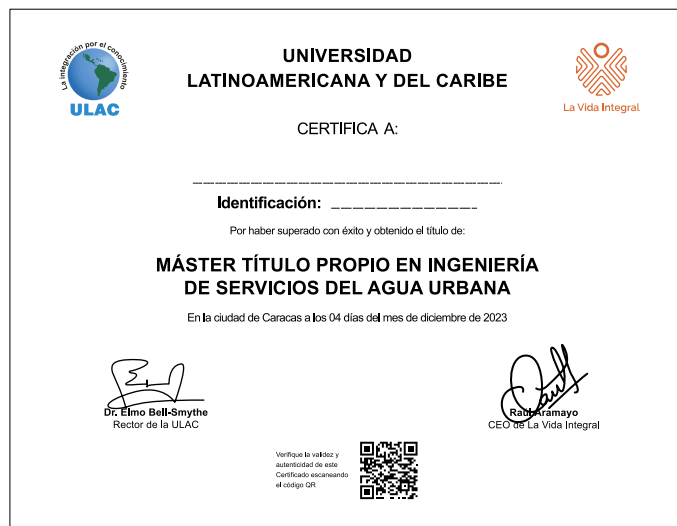 La integración por el conocimiento
ULAC
UNIVERSIDAD
LATINOAMERICANA Y DEL CARIBE
La Vida Integral
CERTIFICA A:
Identificación:
Por haber superado con éxito y obtenido el título de:
MÁSTER TÍTULO PROPIO EN INGENIERÍA
DE SERVICIOS DEL AGUA URBANA
En la ciudad de Caracas a los 04 días del mes de diciembre de 2023
Dr. Elmo Bell-Smythe
Rector de la ULAC
Raúl Aramayo
CEO de La Vida Integral
Verifique la validez y
autenticidad de este
Certificado escaneando
el código QR